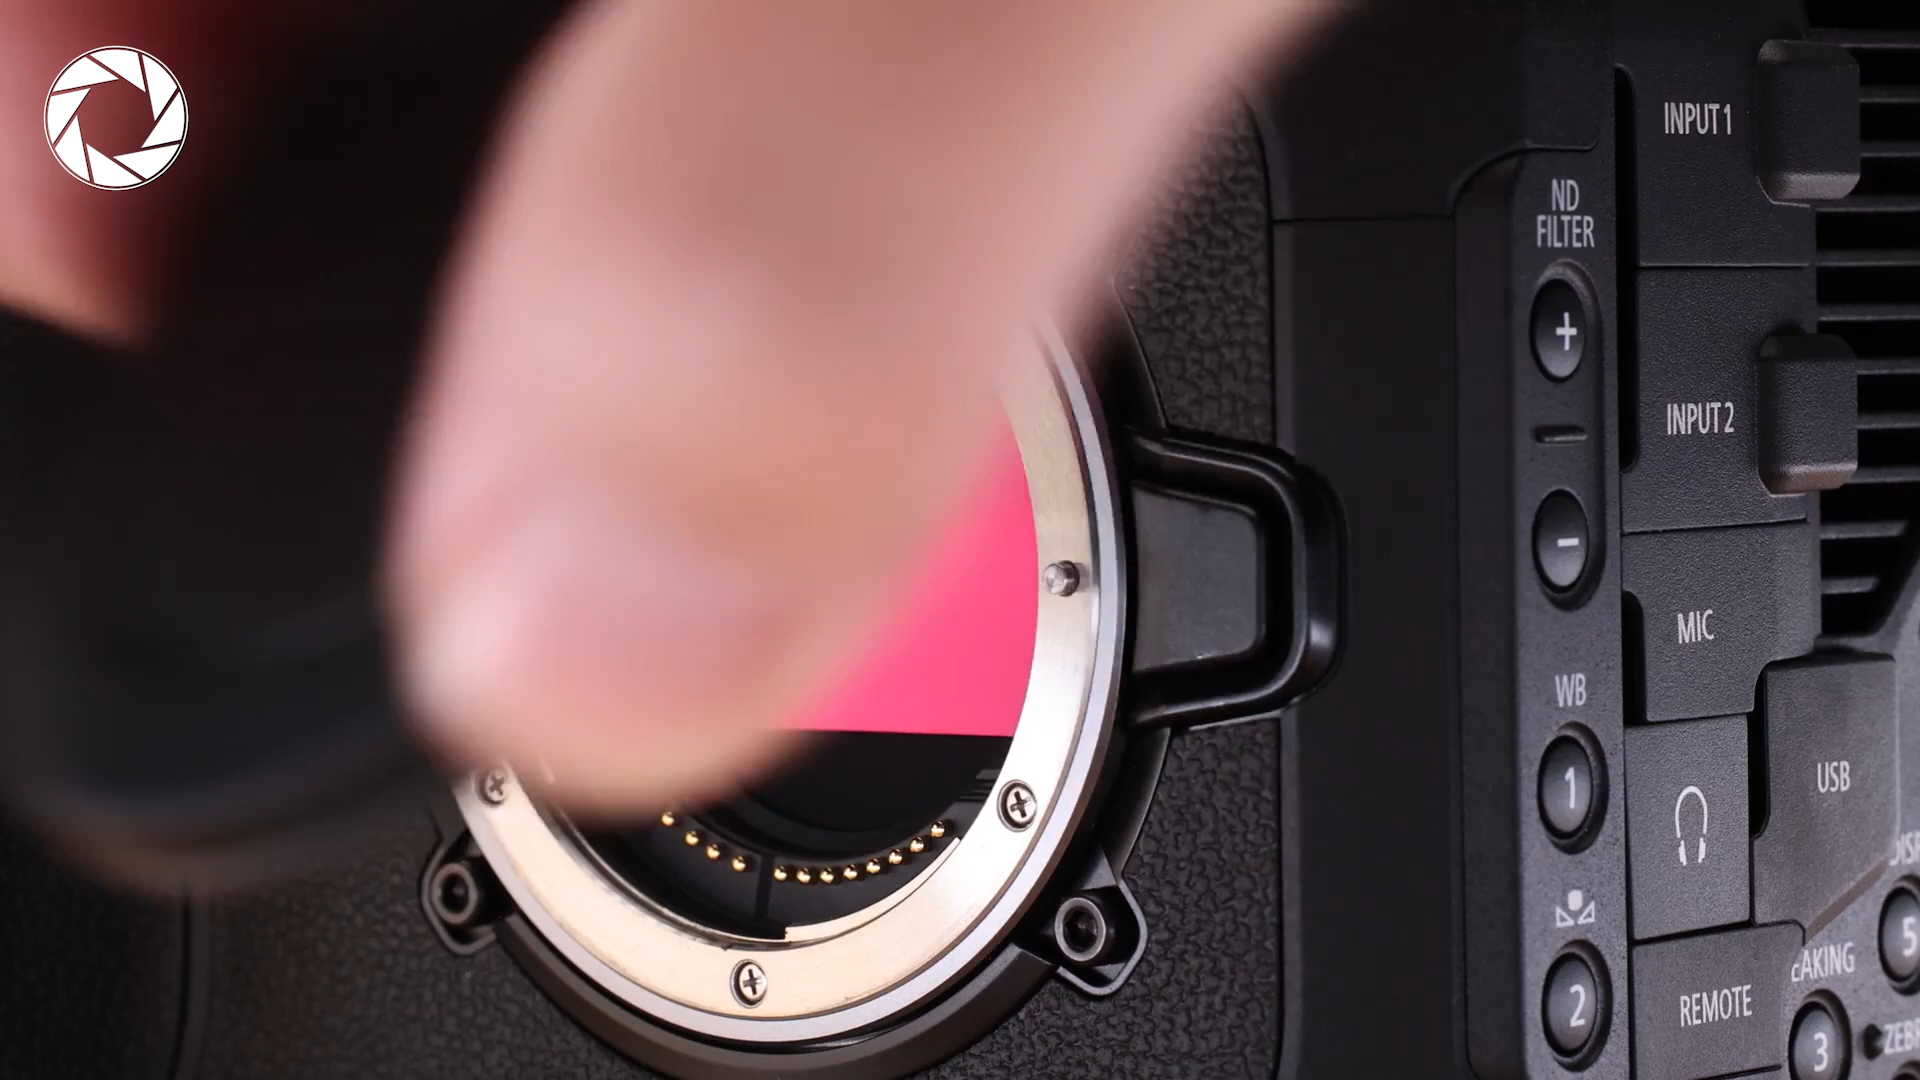 INPUT 1
ND
FILTER
+
INPUT 2
-
MIC
WB
1
USB
2
REMOTE
5
3